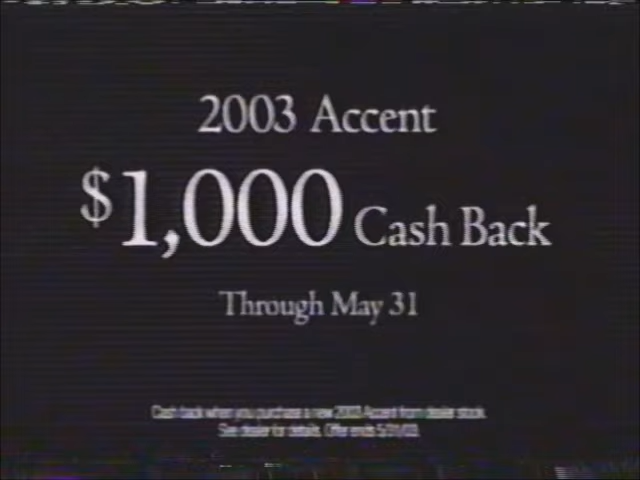 2003 Accent
$1,000 Cash Back
Through May 31
Cash back when you purchase a new 2003 Accent from dealer stock.
See dealer for details. Offer ends 5/31/03.